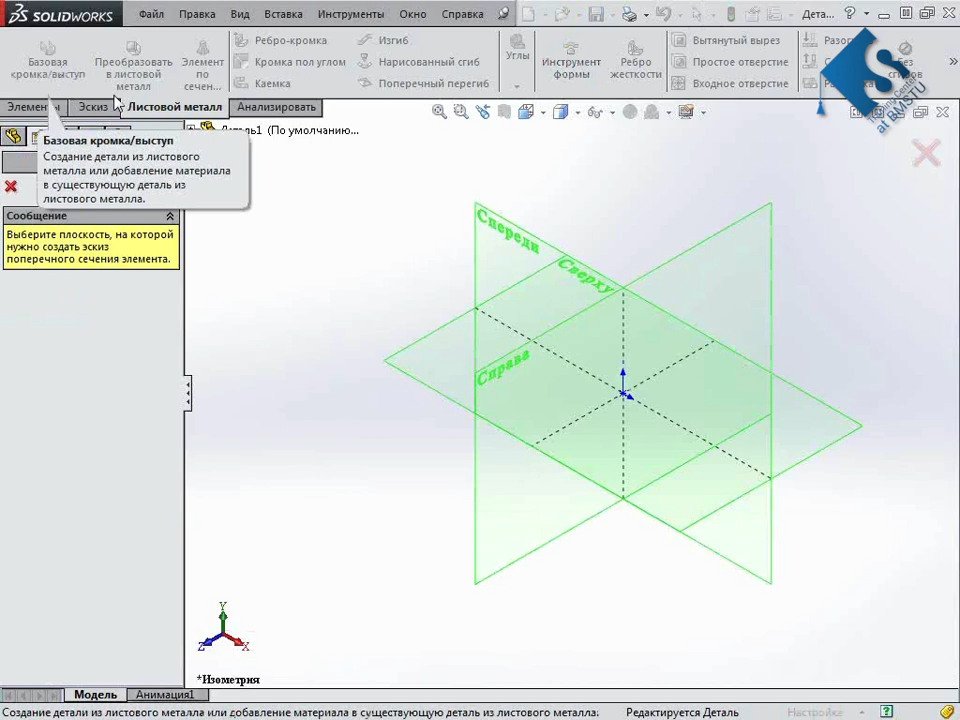 SOLIDWORKS
Файл Правка Вид Вставка Инструменты Окно Справка Дета...
Базовая кромка/выступ
Преобразовать в листовой металл
Элемент по сечен...
Ребро-кромка
Кромка под углом
Каемка
Изгиб
Нарисованный сгиб
Поперечный перегиб
Углы
Инструмент формы
Ребро жесткости
Вытянутый вырез
Простое отверстие
Входное отверстие
Элемен Эскиз Листовой металл Анализировать
Деталь1 (По умолчанию...
Training Center
at BMSTU
Базовая кромка/выступ
Создание детали из листового
металла или добавление материала
в существующую деталь из
листового металла.
Сообщение
Выберите плоскость, на которой
нужно создать эскиз
поперечного сечения элемента.
Спереди
Сверху
Справа
Y
Z
X
*Изометрия
Модель Анимация1
Создание детали из листового металла или добавление материала в существующую деталь из листового металла. Редактируется Деталь Настройка